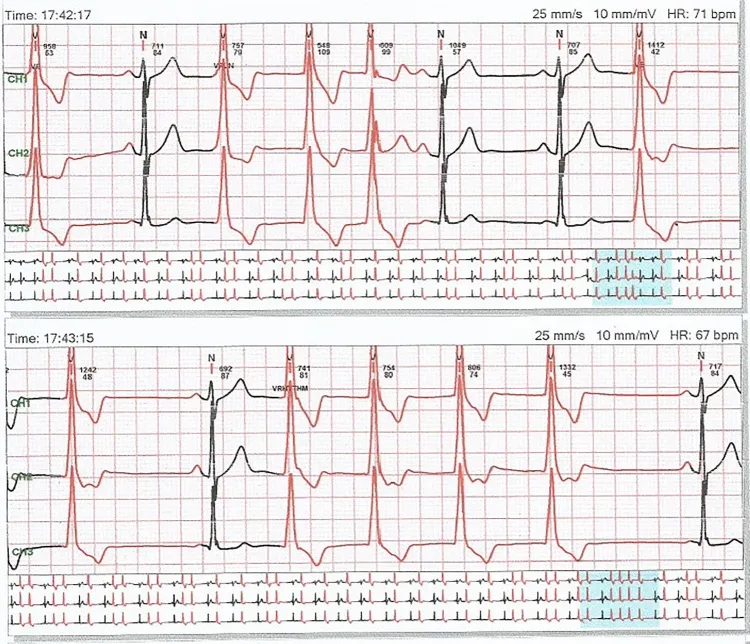 Time: 17:42:17 25 mm/s 10 mm/mV HR: 71 bpm
V N V V V N N V
958 711 757 548 609 1049 707 1412
63 84 79 109 99 57 85 42
CH1
CH2
CH3
Time: 17:43:15 25 mm/s 10 mm/mV HR: 67 bpm
V N V V V V N
1242 692 741 754 806 1332 717
48 87 81 80 74 45 84
CH1
CH2
CH3